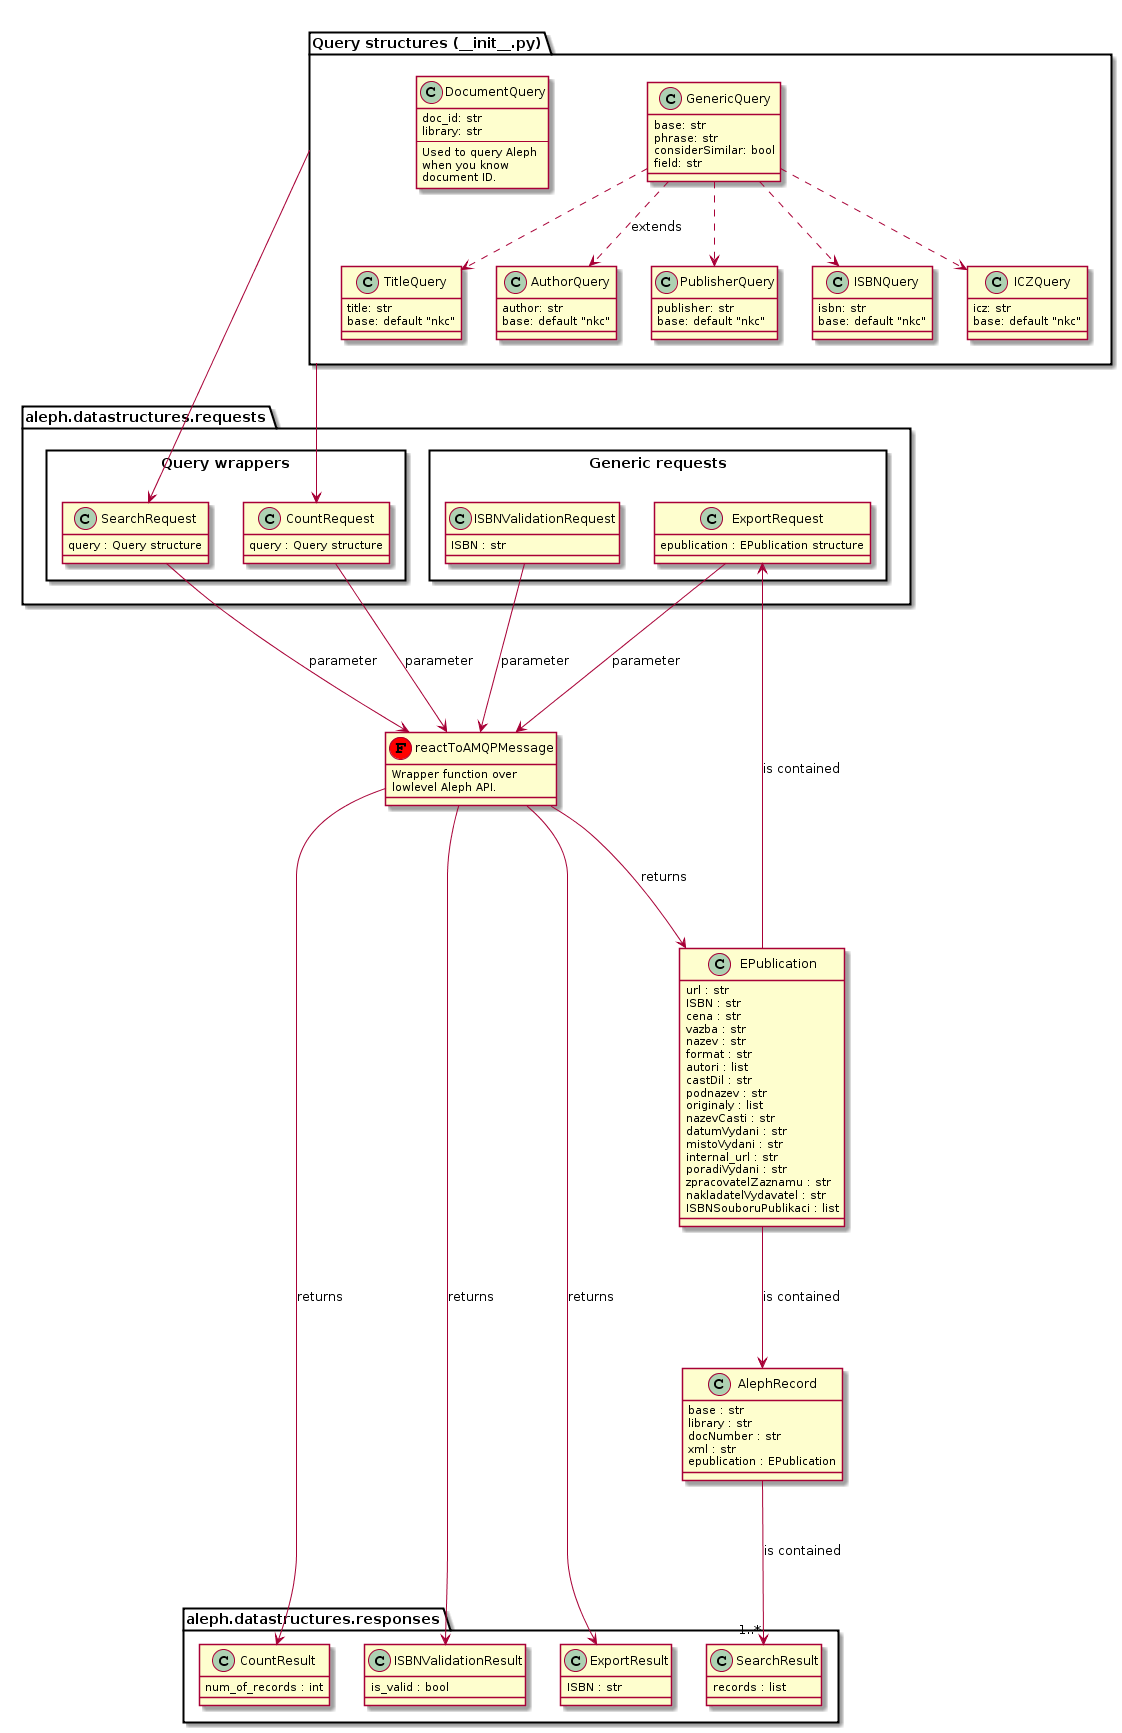 Query structures (__init__.py)
C DocumentQuery
doc_id: str
library: str
Used to query Aleph
when you know
document ID.
C GenericQuery
base: str
phrase: str
considerSimilar: bool
field: str
extends
C TitleQuery
title: str
base: default "nkc"
C AuthorQuery
author: str
base: default "nkc"
C PublisherQuery
publisher: str
base: default "nkc"
C ISBNQuery
isbn: str
base: default "nkc"
C ICZQuery
icz: str
base: default "nkc"
aleph.datastructures.requests
Query wrappers
C SearchRequest
query : Query structure
C CountRequest
query : Query structure
Generic requests
C ISBNValidationRequest
ISBN : str
C ExportRequest
epublication : EPublication structure
parameter
parameter
parameter
parameter
F reactToAMQPMessage
Wrapper function over
lowlevel Aleph API.
is contained
returns
C EPublication
url : str
ISBN : str
cena : str
vazba : str
nazev : str
format : str
autori : list
castDil : str
podnazev : str
originaly : list
nazevCasti : str
datumVydani : str
mistoVydani : str
internal_url : str
poradiVydani : str
zpracovatelZaznamu : str
nakladatelVydavatel : str
ISBNSouboruPublikaci : list
returns
returns
returns
is contained
C AlephRecord
base : str
library : str
docNumber : str
xml : str
epublication : EPublication
is contained
1..*
aleph.datastructures.responses
C CountResult
num_of_records : int
C ISBNValidationResult
is_valid : bool
C ExportResult
ISBN : str
C SearchResult
records : list